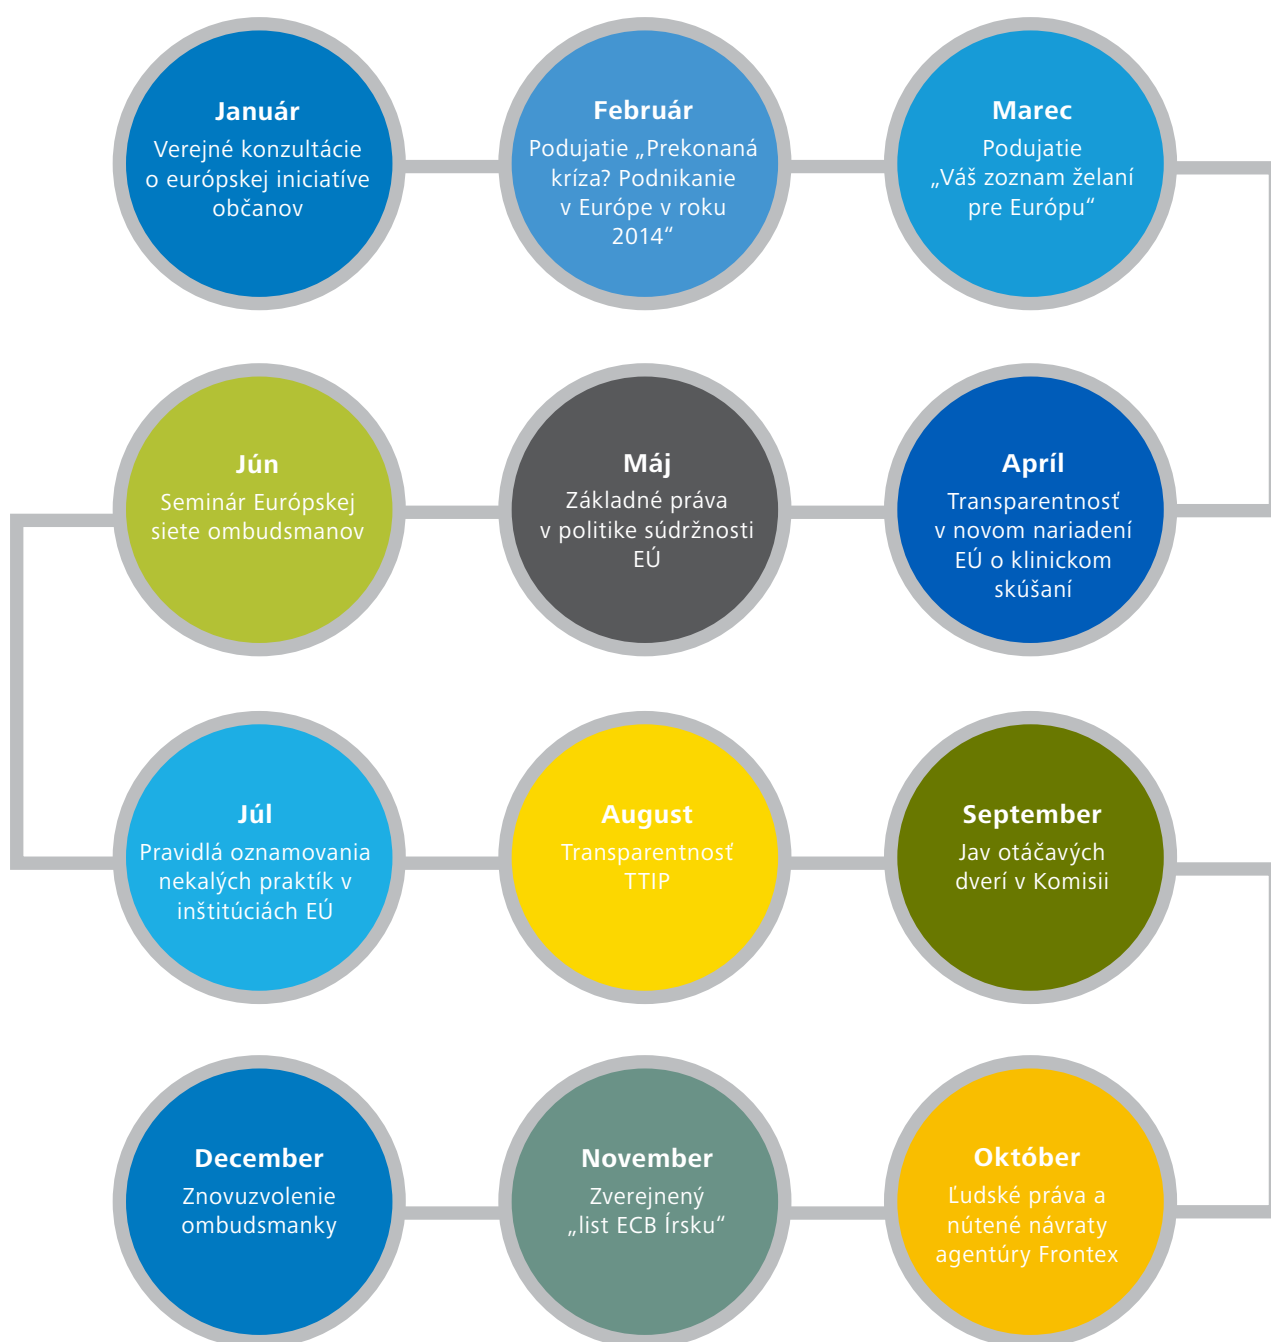 Január
Verejné konzultácie
o európskej iniciatíve
občanov
Február
Podujatie „Prekonaná
kríza? Podnikanie
v Európe v roku
2014“
Marec
Podujatie
„Váš zoznam želaní
pre Európu“
Apríl
Transparentnosť
v novom nariadení
EÚ o klinickom
skúšaní
Máj
Základné práva
v politike súdržnosti
EÚ
Jún
Seminár Európskej
siete ombudsmanov
Júl
Pravidlá oznamovania
nekalých praktík v
inštitúciách EÚ
August
Transparentnosť
TTIP
September
Jav otáčavých
dverí v Komisii
Október
Ľudské práva a
nútené návraty
agentúry Frontex
November
Zverejnený
„list ECB Írsku“
December
Znovuzvolenie
ombudsmanky